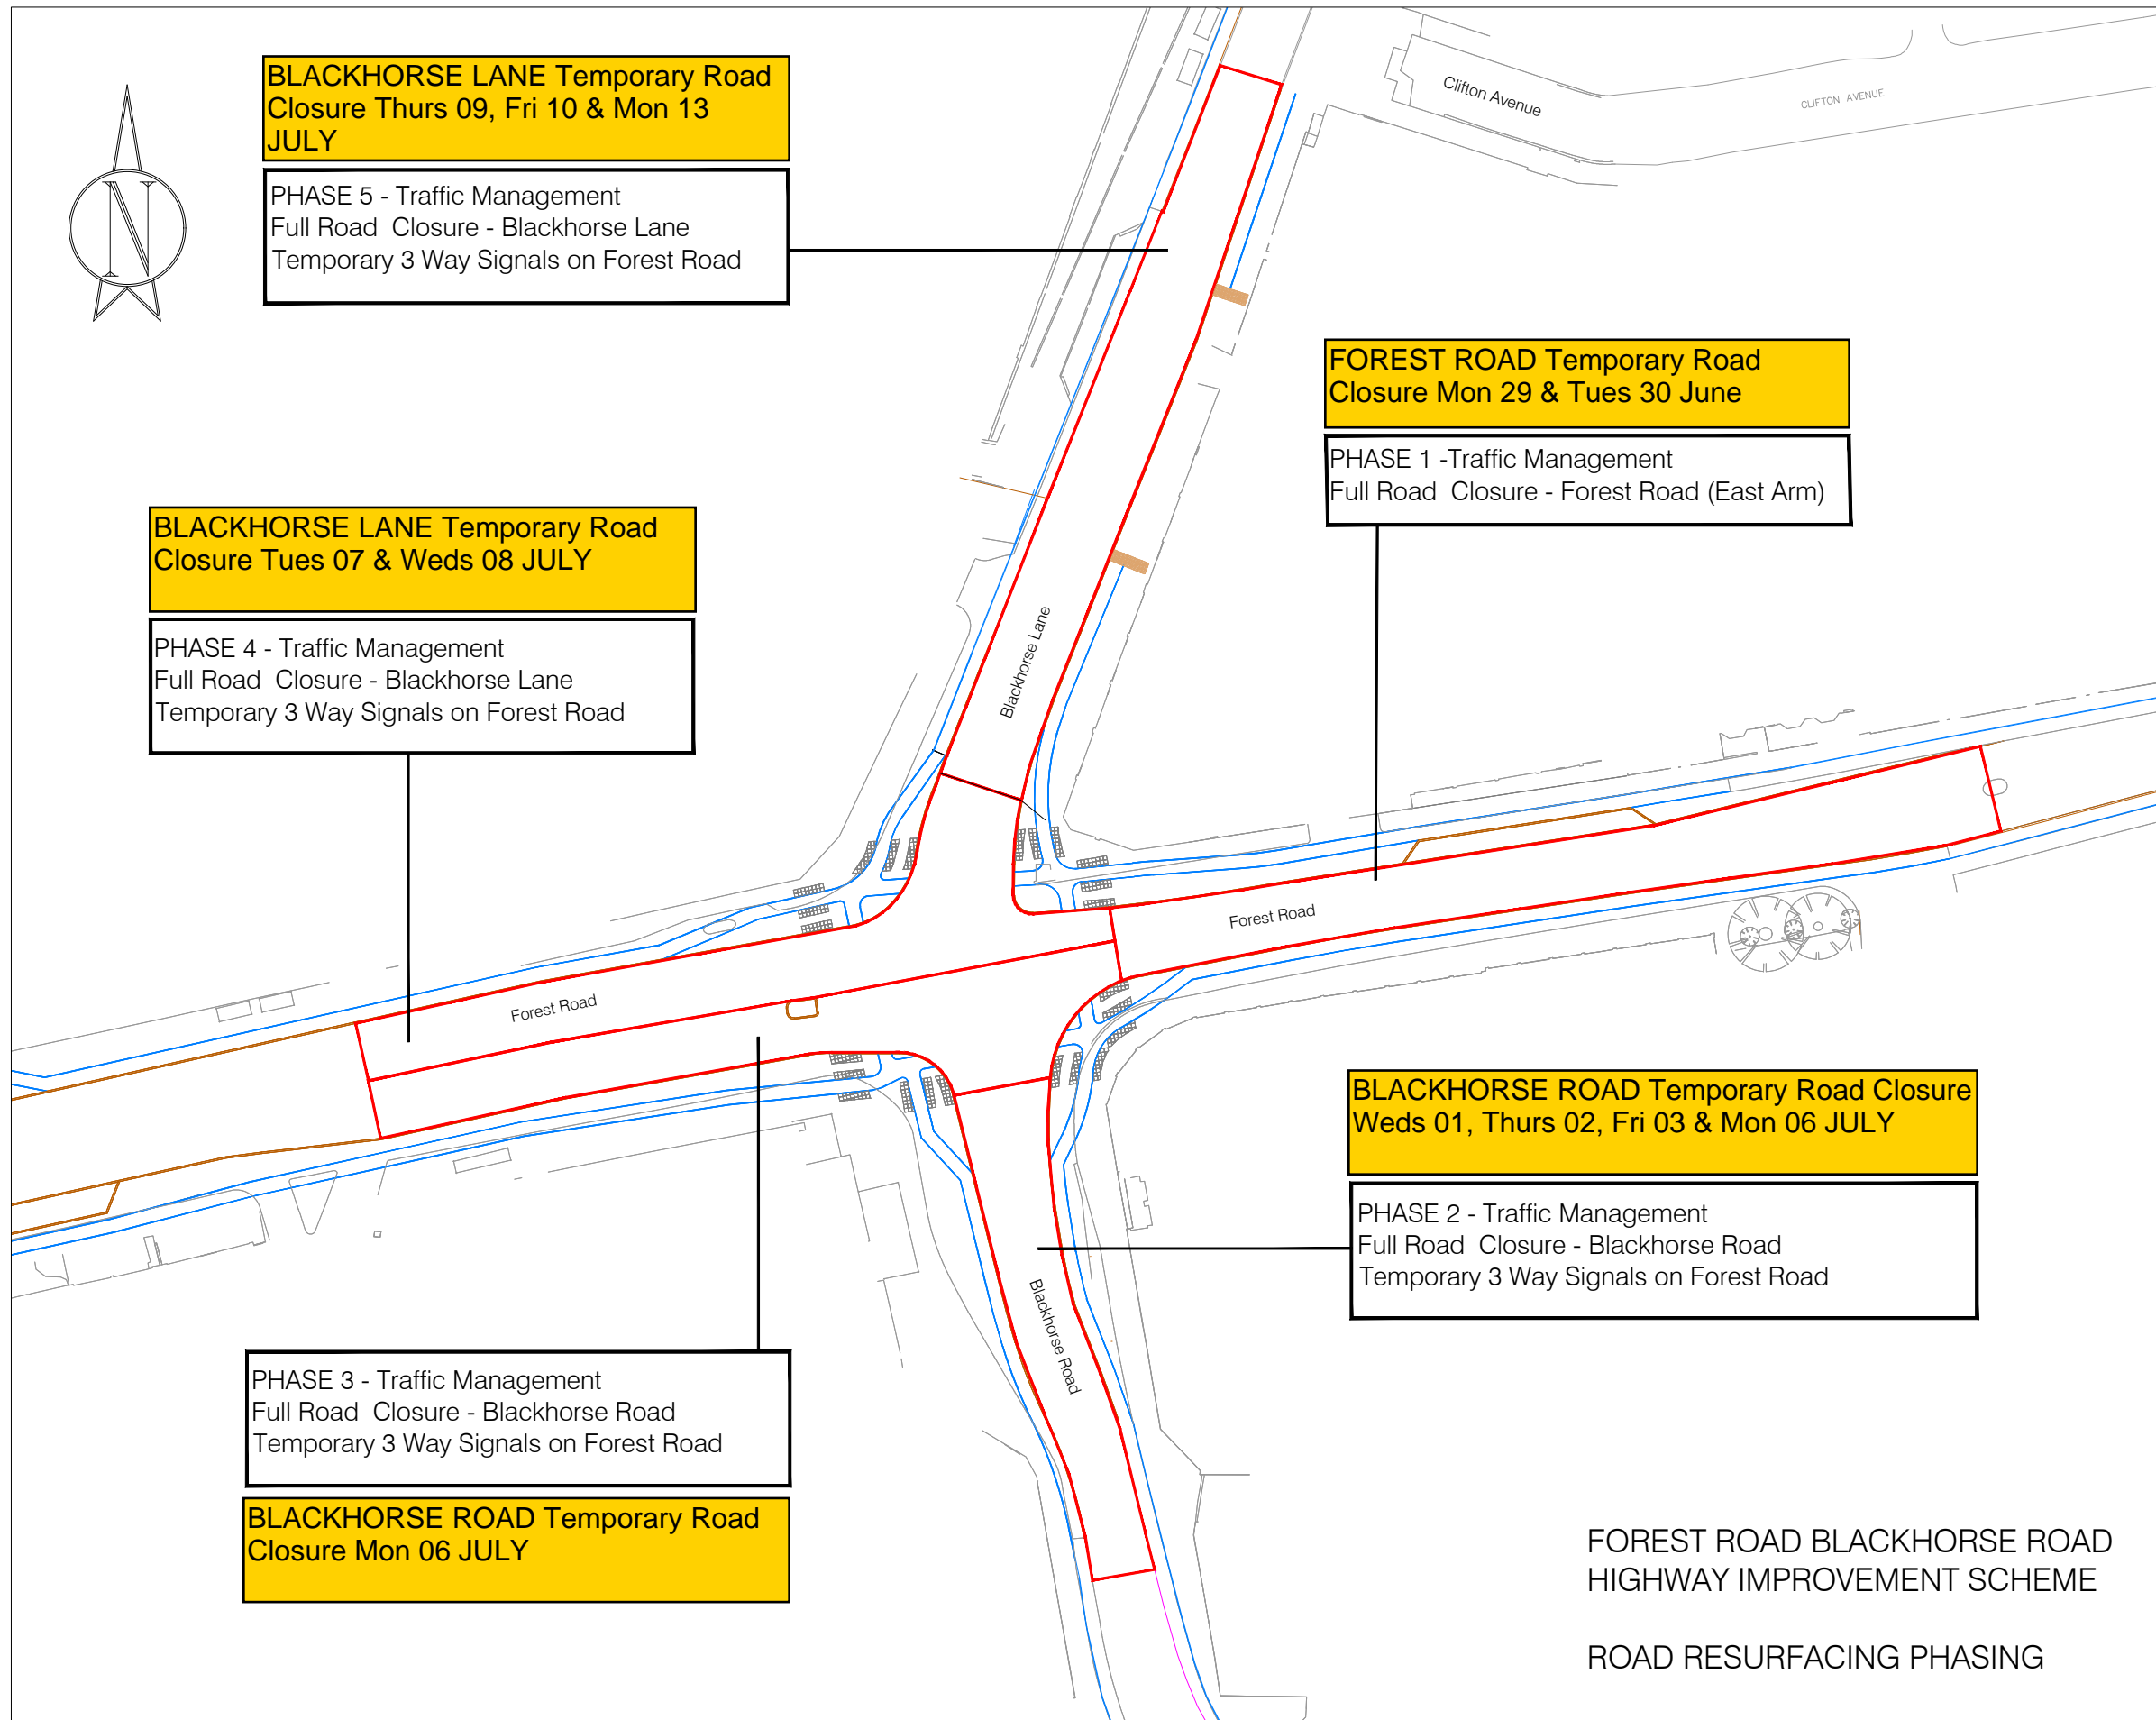 BLACKHORSE LANE Temporary Road
Closure Thurs 09, Fri 10 & Mon 13
JULY
PHASE 5 - Traffic Management
Full Road Closure - Blackhorse Lane
Temporary 3 Way Signals on Forest Road
N
Clifton Avenue
CLIFTON AVENUE
FOREST ROAD Temporary Road
Closure Mon 29 & Tues 30 June
PHASE 1 -Traffic Management
Full Road Closure - Forest Road (East Arm)
BLACKHORSE LANE Temporary Road
Closure Tues 07 & Weds 08 JULY
PHASE 4 - Traffic Management
Full Road Closure - Blackhorse Lane
Temporary 3 Way Signals on Forest Road
Blackhorse Lane
Forest Road
Forest Road
BLACKHORSE ROAD Temporary Road Closure
Weds 01, Thurs 02, Fri 03 & Mon 06 JULY
PHASE 2 - Traffic Management
Full Road Closure - Blackhorse Road
Temporary 3 Way Signals on Forest Road
Blackhorse Road
PHASE 3 - Traffic Management
Full Road Closure - Blackhorse Road
Temporary 3 Way Signals on Forest Road
BLACKHORSE ROAD Temporary Road
Closure Mon 06 JULY
FOREST ROAD BLACKHORSE ROAD
HIGHWAY IMPROVEMENT SCHEME
ROAD RESURFACING PHASING